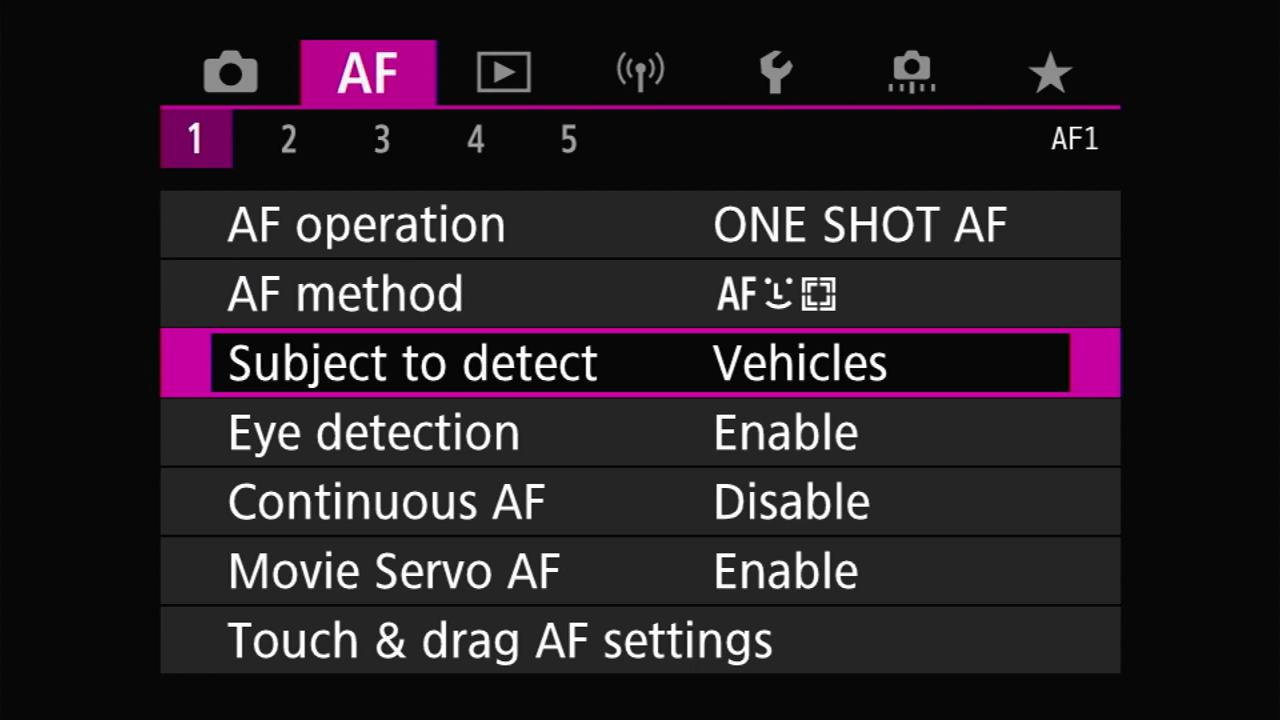 AF
1 2 3 4 5 AF1
AF operation ONE SHOT AF
AF method AF
Subject to detect Vehicles
Eye detection Enable
Continuous AF Disable
Movie Servo AF Enable
Touch & drag AF settings